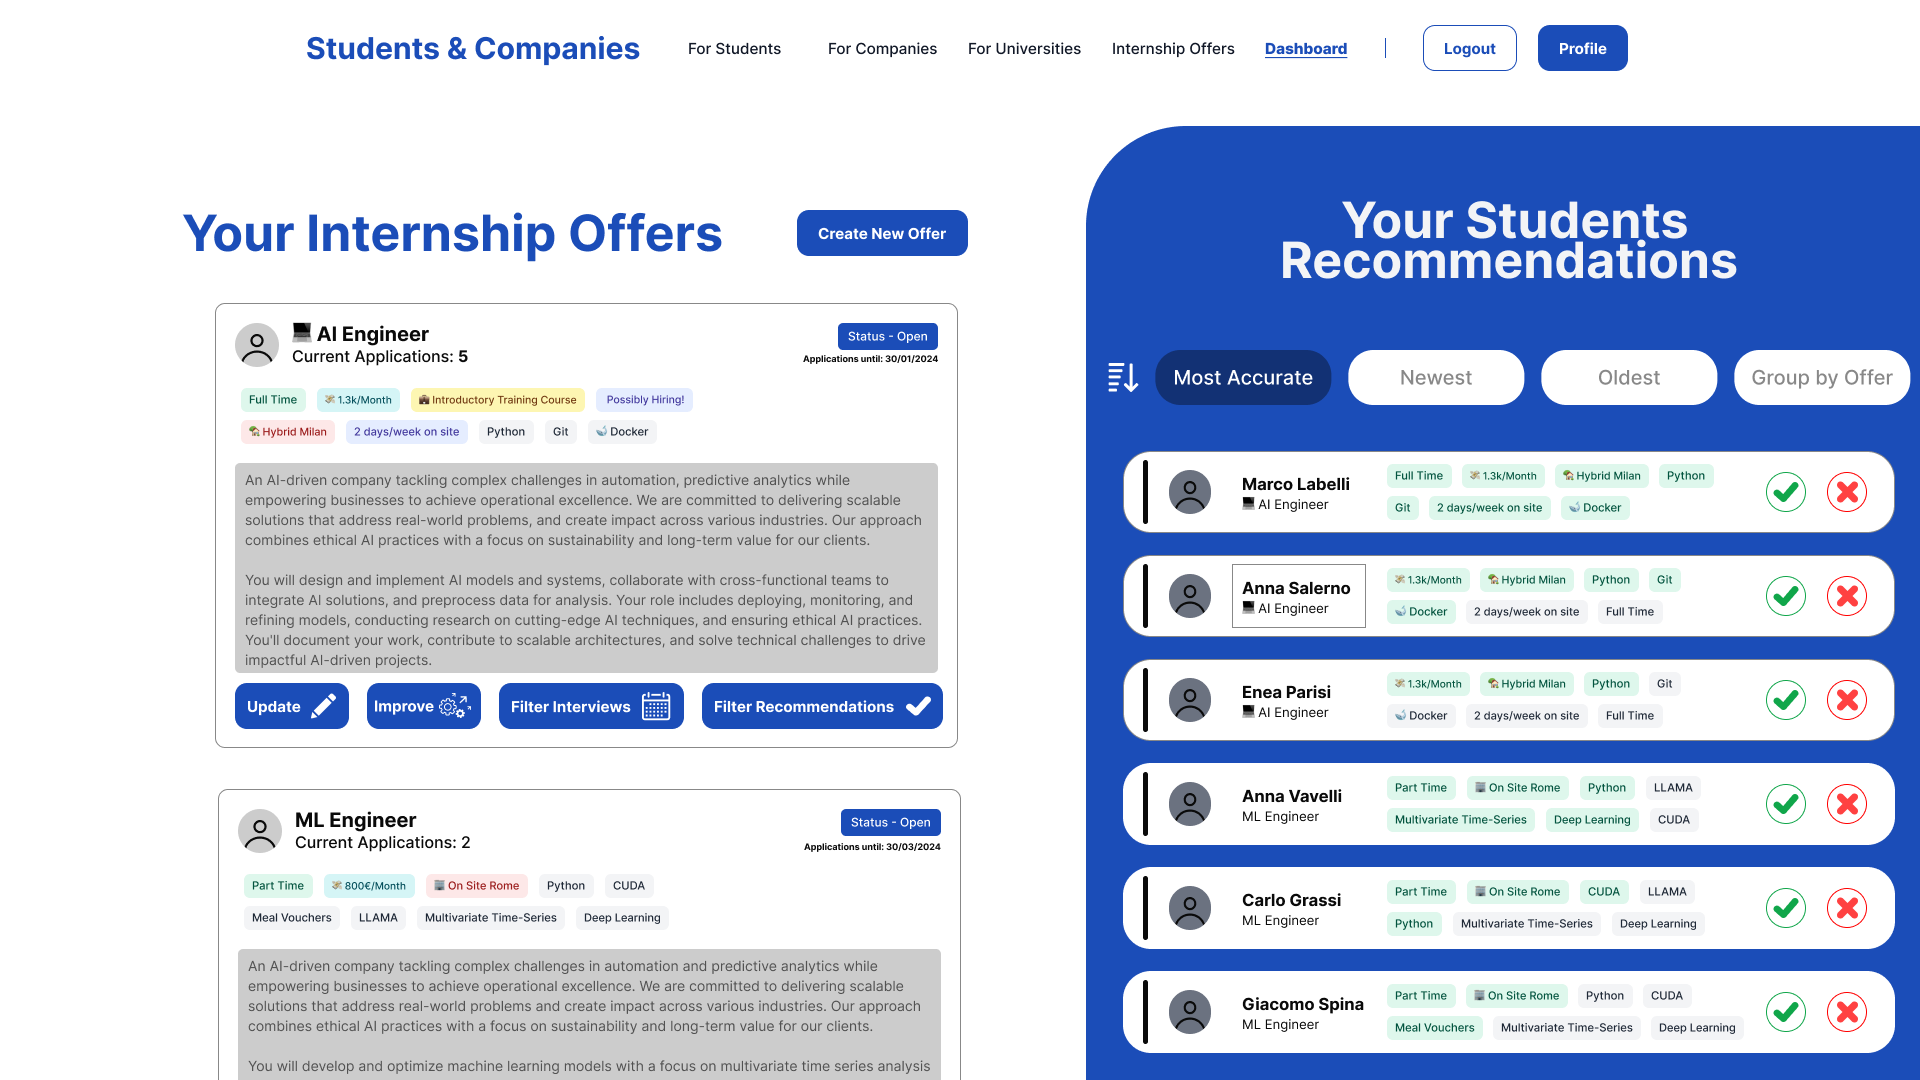 Students & Companies
For Students
For Companies
For Universities
Internship Offers
Dashboard
Logout
Profile
Your Internship Offers
Create New Offer
AI Engineer
Current Applications: 5
Status - Open
Applications until: 30/01/2024
Full Time
1.3k/Month
Introductory Training Course
Possibly Hiring!
Hybrid Milan
2 days/week on site
Python
Git
Docker
An AI-driven company tackling complex challenges in automation, predictive analytics while
empowering businesses to achieve operational excellence. We are committed to delivering scalable
solutions that address real-world problems, and create impact across various industries. Our approach
combines ethical AI practices with a focus on sustainability and long-term value for our clients.
You will design and implement AI models and systems, collaborate with cross-functional teams to
integrate AI solutions, and preprocess data for analysis. Your role includes deploying, monitoring, and
refining models, conducting research on cutting-edge AI techniques, and ensuring ethical AI practices.
You'll document your work, contribute to scalable architectures, and solve technical challenges to drive
impactful AI-driven projects.
Update
Improve
Filter Interviews
Filter Recommendations
ML Engineer
Current Applications: 2
Status - Open
Applications until: 30/03/2024
Part Time
800€/Month
On Site Rome
Python
CUDA
Meal Vouchers
LLAMA
Multivariate Time-Series
Deep Learning
An AI-driven company tackling complex challenges in automation and predictive analytics while
empowering businesses to achieve operational excellence. We are committed to delivering scalable
solutions that address real-world problems and create impact across various industries. Our approach
combines ethical AI practices with a focus on sustainability and long-term value for our clients.
You will develop and optimize machine learning models with a focus on multivariate time series analysis
Your Students
Recommendations
Most Accurate
Newest
Oldest
Group by Offer
Marco Labelli
AI Engineer
Full Time
1.3k/Month
Hybrid Milan
Python
Git
2 days/week on site
Docker
Anna Salerno
AI Engineer
1.3k/Month
Hybrid Milan
Python
Git
Docker
2 days/week on site
Full Time
Enea Parisi
AI Engineer
1.3k/Month
Hybrid Milan
Python
Git
Docker
2 days/week on site
Full Time
Anna Vavelli
ML Engineer
Part Time
On Site Rome
Python
LLAMA
Multivariate Time-Series
Deep Learning
CUDA
Carlo Grassi
ML Engineer
Part Time
On Site Rome
CUDA
LLAMA
Python
Multivariate Time-Series
Deep Learning
Giacomo Spina
ML Engineer
Part Time
On Site Rome
Python
CUDA
Meal Vouchers
Multivariate Time-Series
Deep Learning